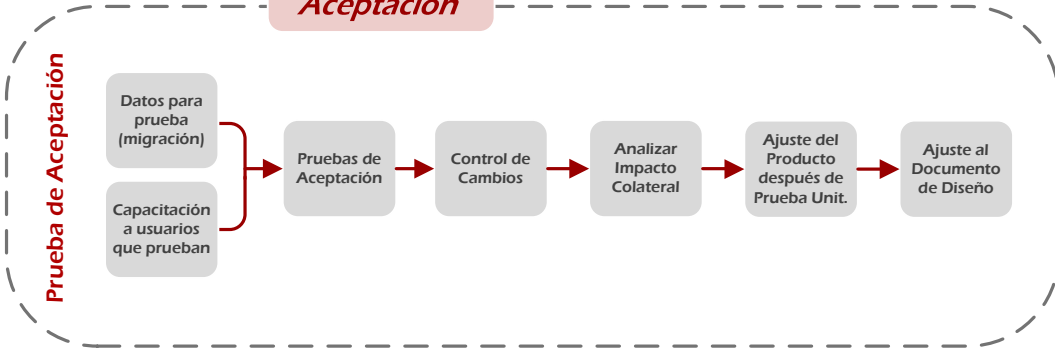 Aceptación
Prueba de Aceptación
Datos para
prueba
(migración)
Capacitación
a usuarios
que prueban
Pruebas de
Aceptación
Control de
Cambios
Analizar
Impacto
Colateral
Ajuste del
Producto
después de
Prueba Unit.
Ajuste al
Documento
de Diseño